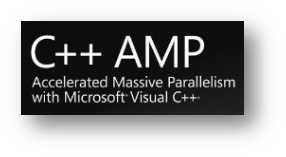 C++ AMP
Accelerated Massive Parallelism
with Microsoft® Visual C++®